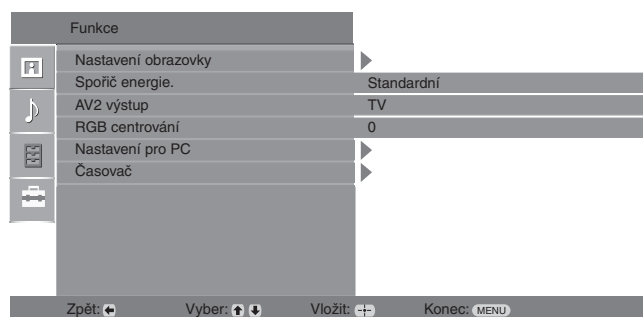 Funkce
Nastavení obrazovky
Spořič energie. Standardní
AV2 výstup TV
RGB centrování 0
Nastavení pro PC
Časovač
Zpět: Vyber: Vložit: Konec: MENU